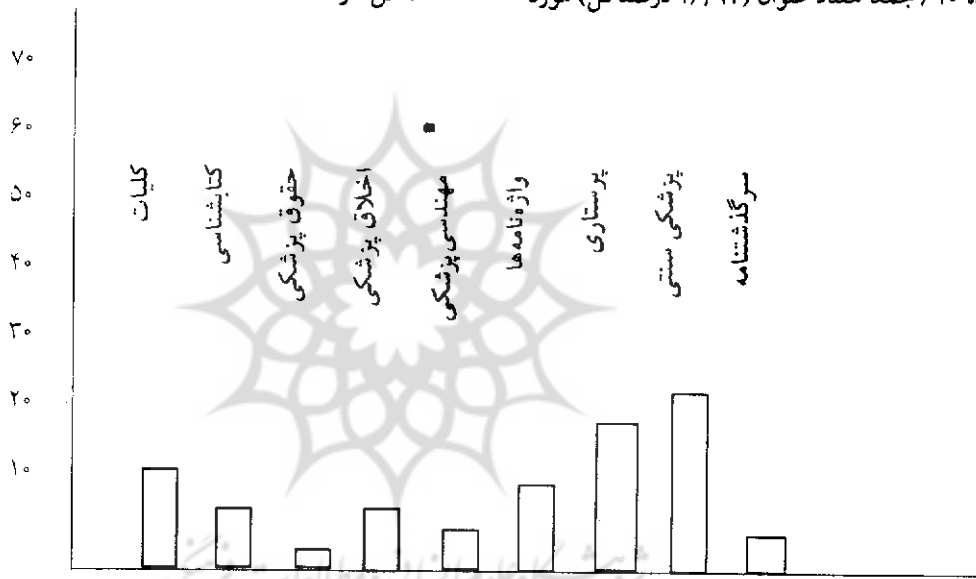 ۷۰
۶۰
۵۰
۴۰
۳۰
۲۰
۱۰
کلیات
کتابشناسی
حقوق پزشکی
اخلاق پزشکی
مهندسی پزشکی
واژه‌نامه‌ها
پرستاری
پزشکی سنتی
سرگذشتنامه